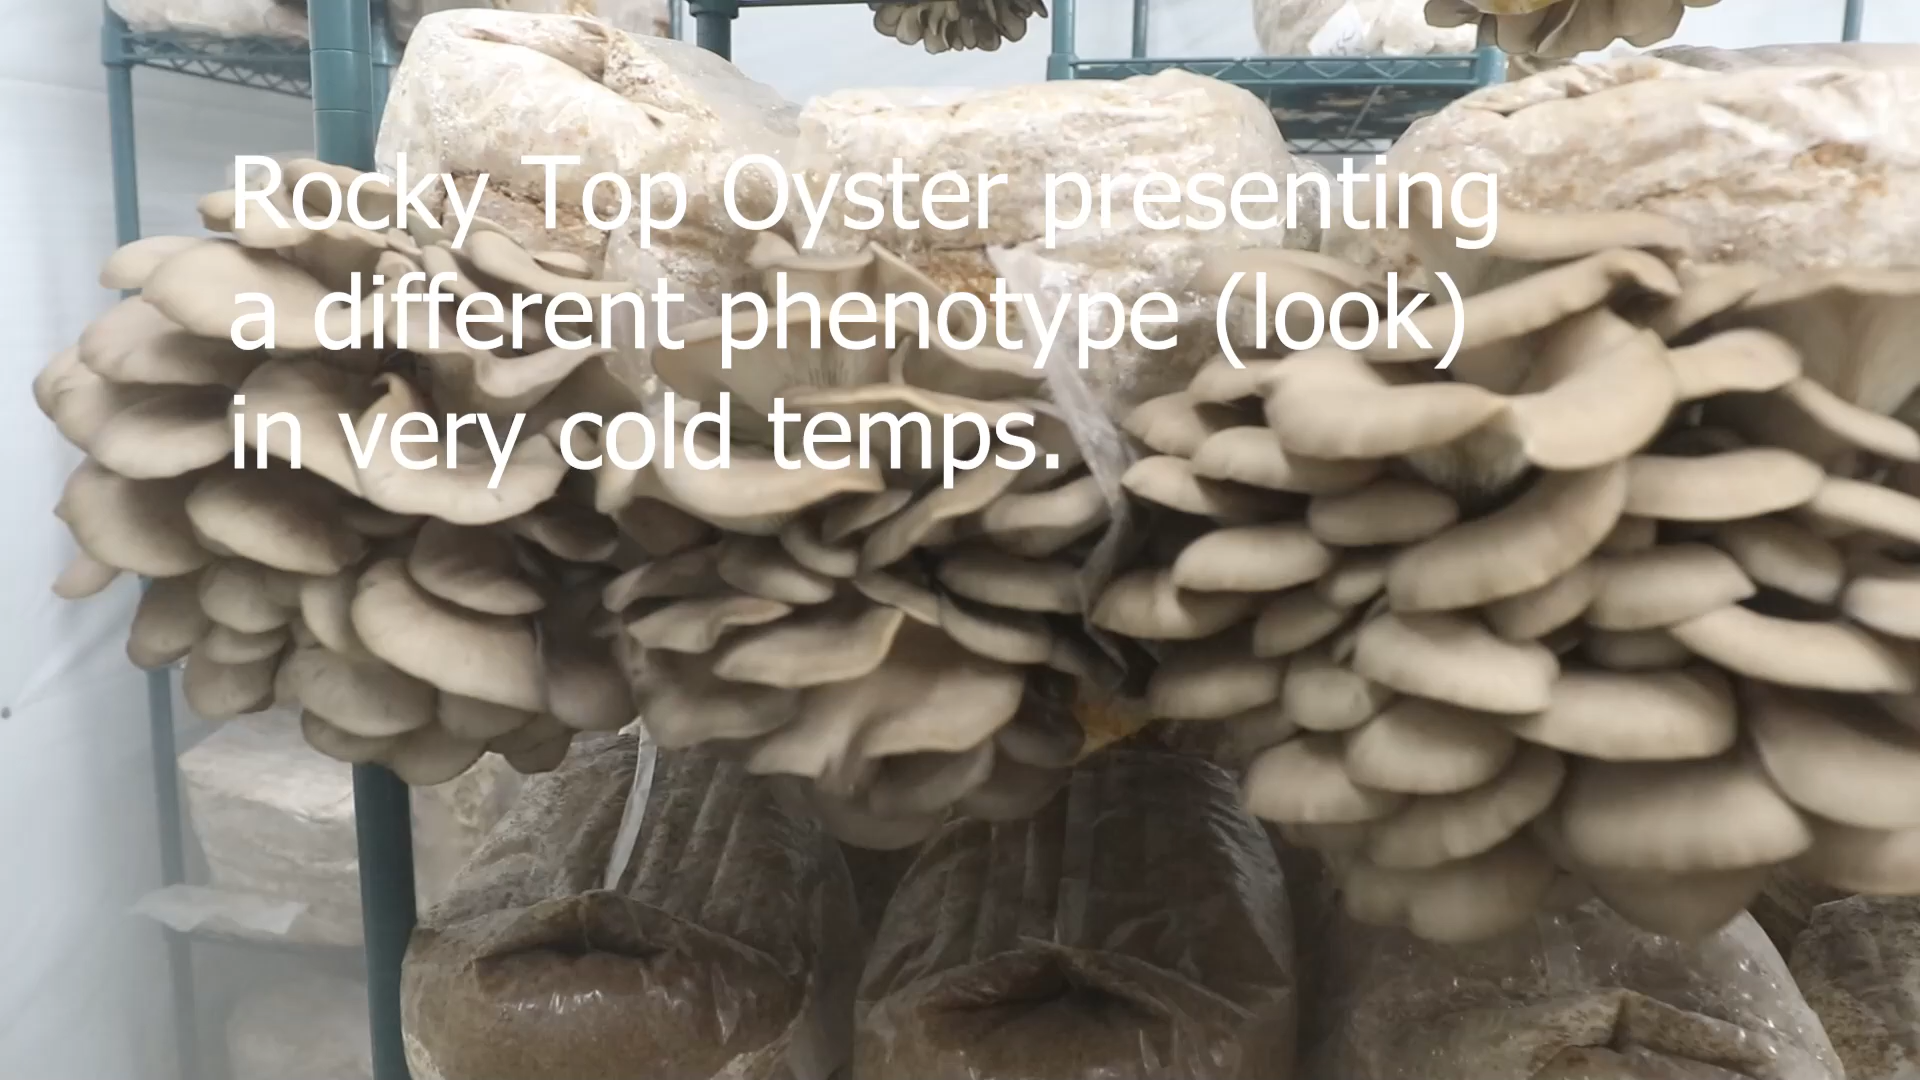 Rocky Top Oyster presenting
a different phenotype (look)
in very cold temps.